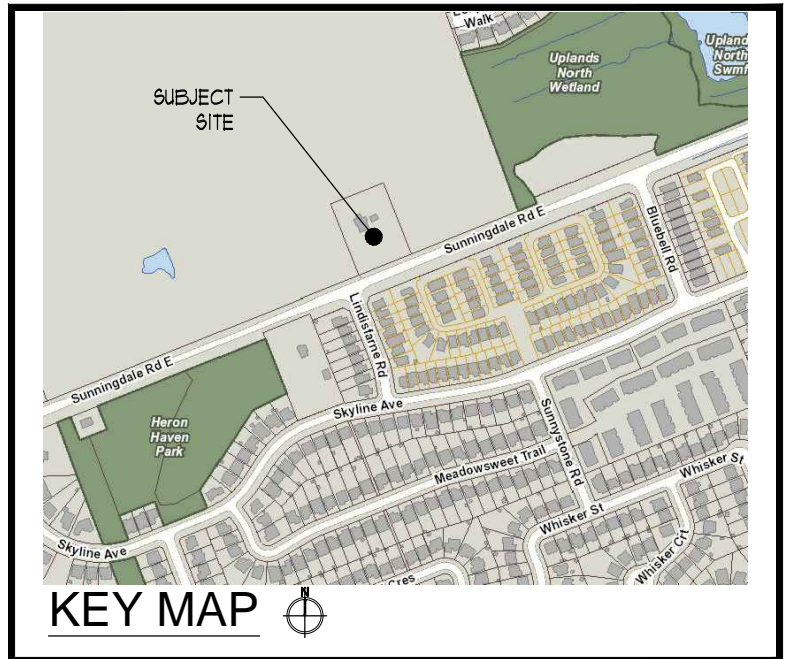 Walk
Uplands
North
Wetland
Upland
North
Swmf
SUBJECT
SITE
Sunningdale Rd E
Bluebell Rd
Lindisfarne Rd
Sunningdale Rd E
Skyline Ave
Heron
Haven
Park
Sunnystone Rd
Meadowsweet Trail
Whisker St
Whisker St
Skyline Ave
Whisker Crt
Cres
KEY MAP
N